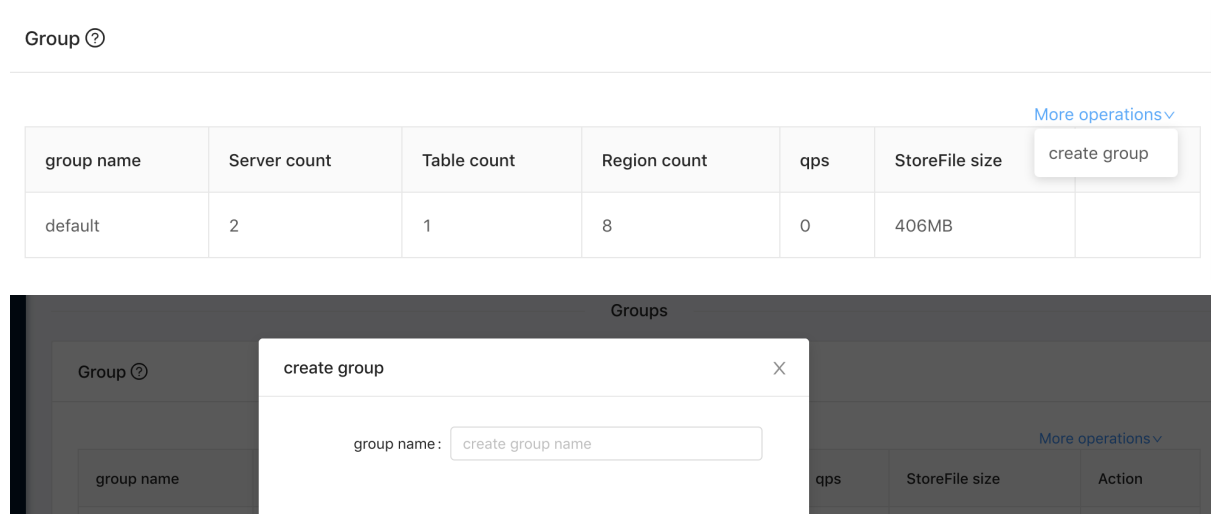 Group ?
More operations
create group
group name Server count Table count Region count qps StoreFile size
default 2 1 8 0 406MB
Groups
create group
Group ?
group name: create group name
More operations
group name qps StoreFile size Action